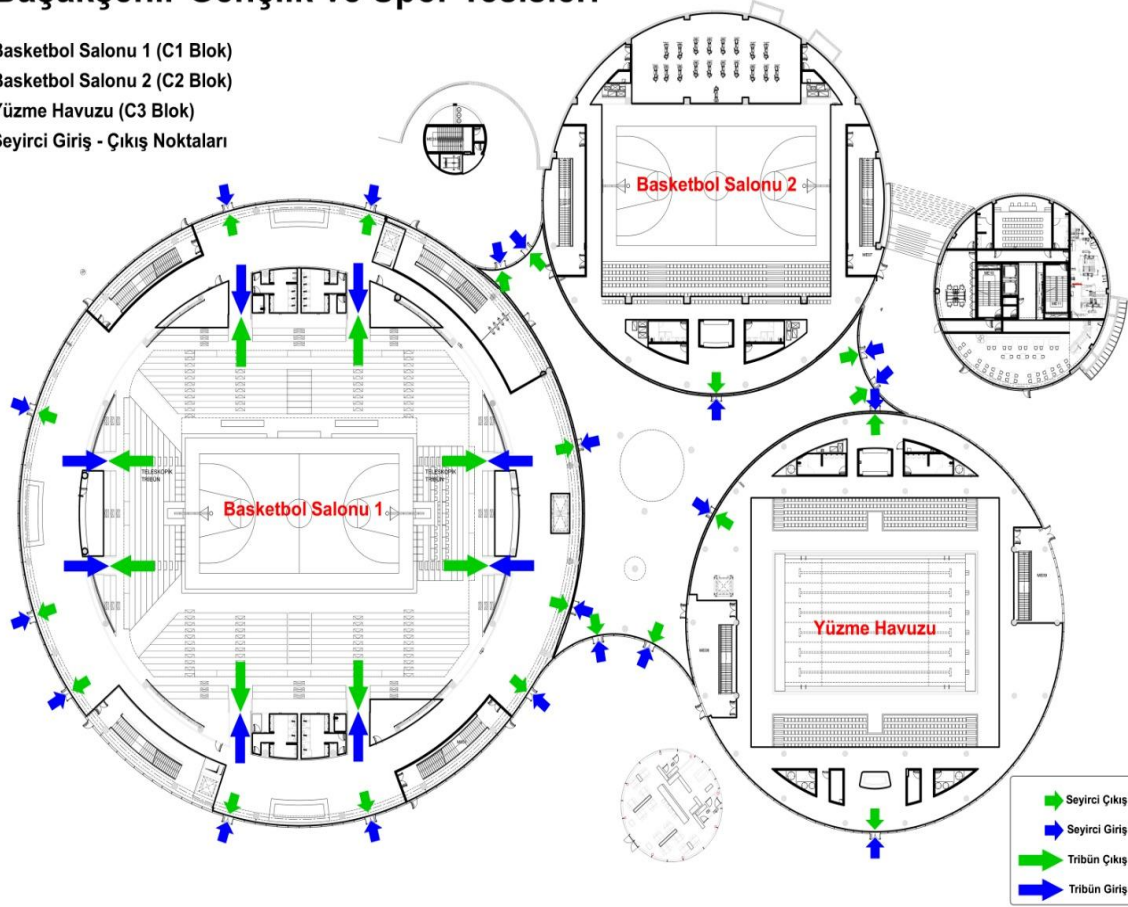 Başakşehir Gençlik ve Spor Tesisleri
Basketbol Salonu 1 (C1 Blok)
Basketbol Salonu 2 (C2 Blok)
Yüzme Havuzu (C3 Blok)
Seyirci Giriş - Çıkış Noktaları
Basketbol Salonu 2
TELESKOPİK
TRİBÜN
TELESKOPİK
TRİBÜN
Basketbol Salonu 1
Yüzme Havuzu
Seyirci Çıkış
Seyirci Giriş
Tribün Çıkış
Tribün Giriş